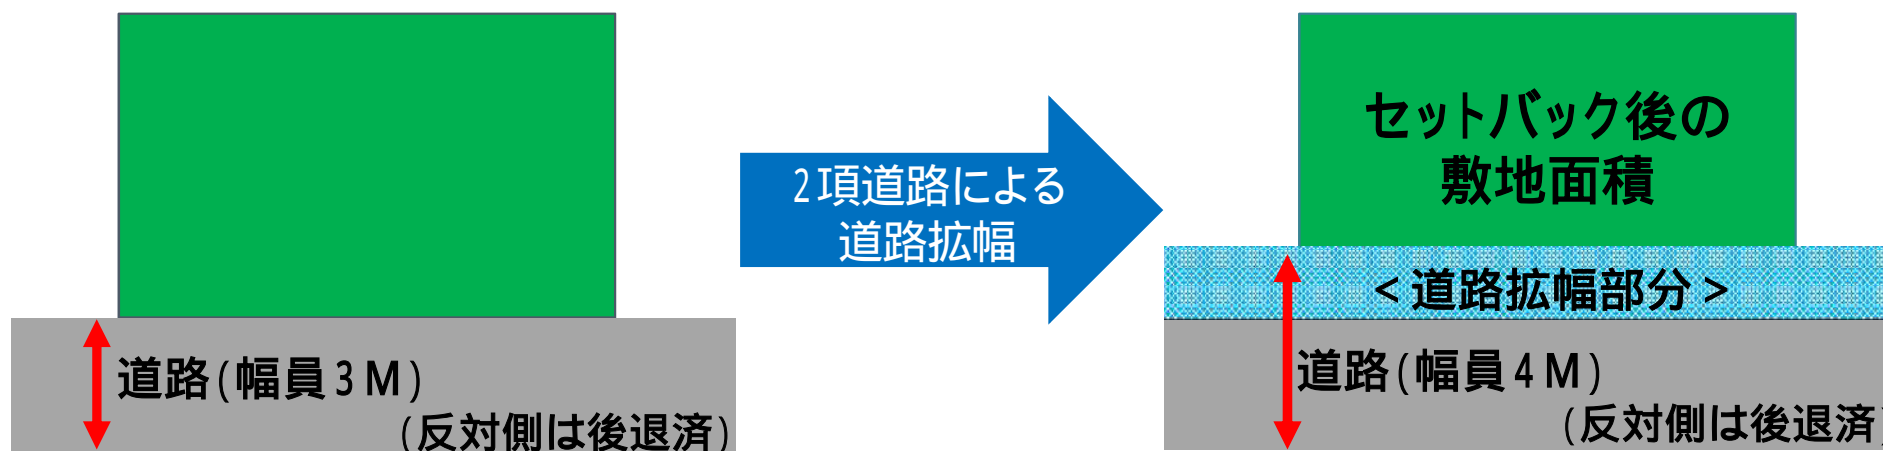 道路(幅員3M)
(反対側は後退済)
2項道路による
道路拡幅
セットバック後の
敷地面積
<道路拡幅部分>
道路(幅員4M)
(反対側は後退済)